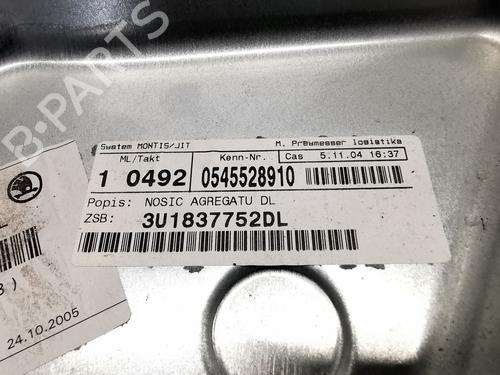 B-PARTS
System MONTIS/JIT
M. Preymesser logistika
ML/Takt
Kenn-Nr.
Cas 5.11.04 16:37
1 0492
0545528910
Popis: NOSIC AGREGATU DL
ZSB: 3U1837752DL
24.10.2005